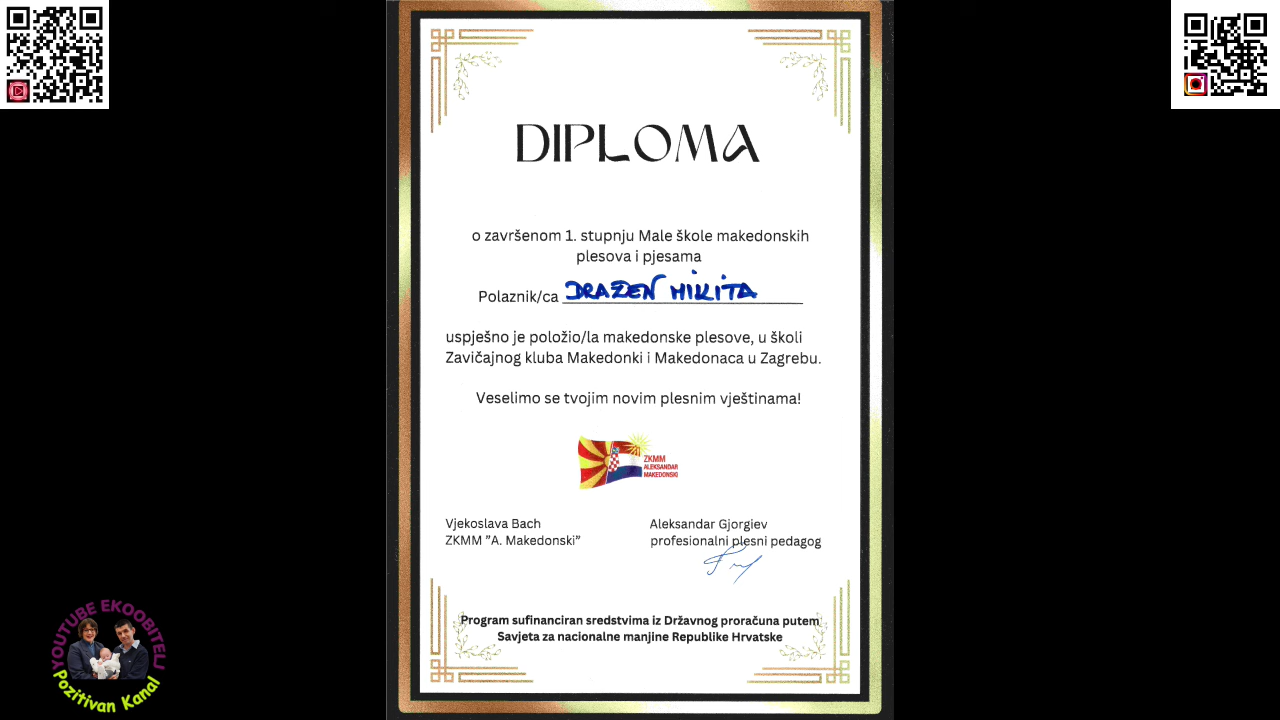 DIPLOMA
o završenom 1. stupnju Male škole makedonskih
plesova i pjesama
Polaznik/ca DRAŽEN MIKITA
uspješno je položio/la makedonske plesove, u školi
Zavičajnog kluba Makedonki i Makedonaca u Zagrebu.
Veselimo se tvojim novim plesnim vještinama!
ZKMM
ALEKSANDAR
MAKEDONSKI
Vjekoslava Bach
ZKMM "A. Makedonski"
Aleksandar Gjorgiev
profesionalni plesni pedagog
Program sufinanciran sredstvima iz Državnog proračuna putem
Savjeta za nacionalne manjine Republike Hrvatske
YOUTUBE EKOOBITELJ
Pozitivan Kanal